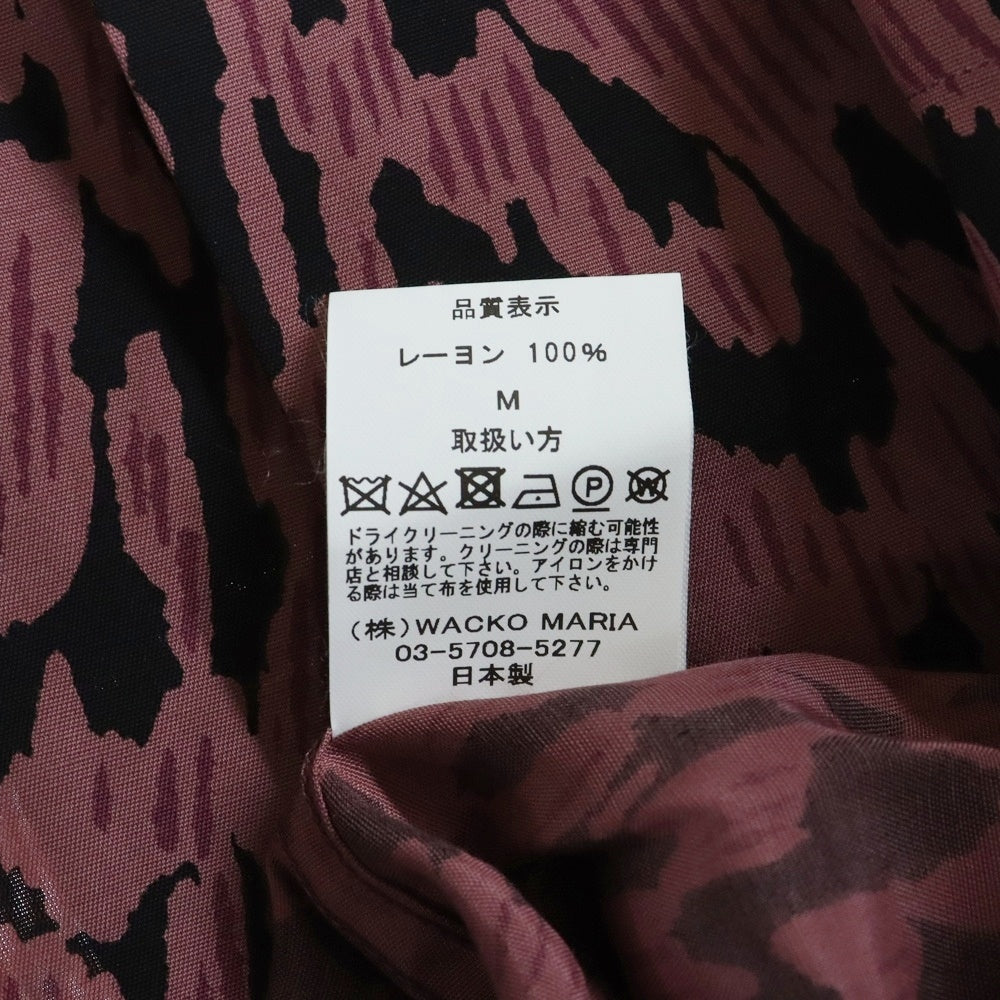 品質表示
レーヨン 100%
M
取扱い方
P W
ドライクリーニングの際に縮む可能性
があります。クリーニングの際は専門
店と相談して下さい。アイロンをかけ
る際は当て布を使用して下さい。
(株)WACKO MARIA
03-5708-5277
日本製